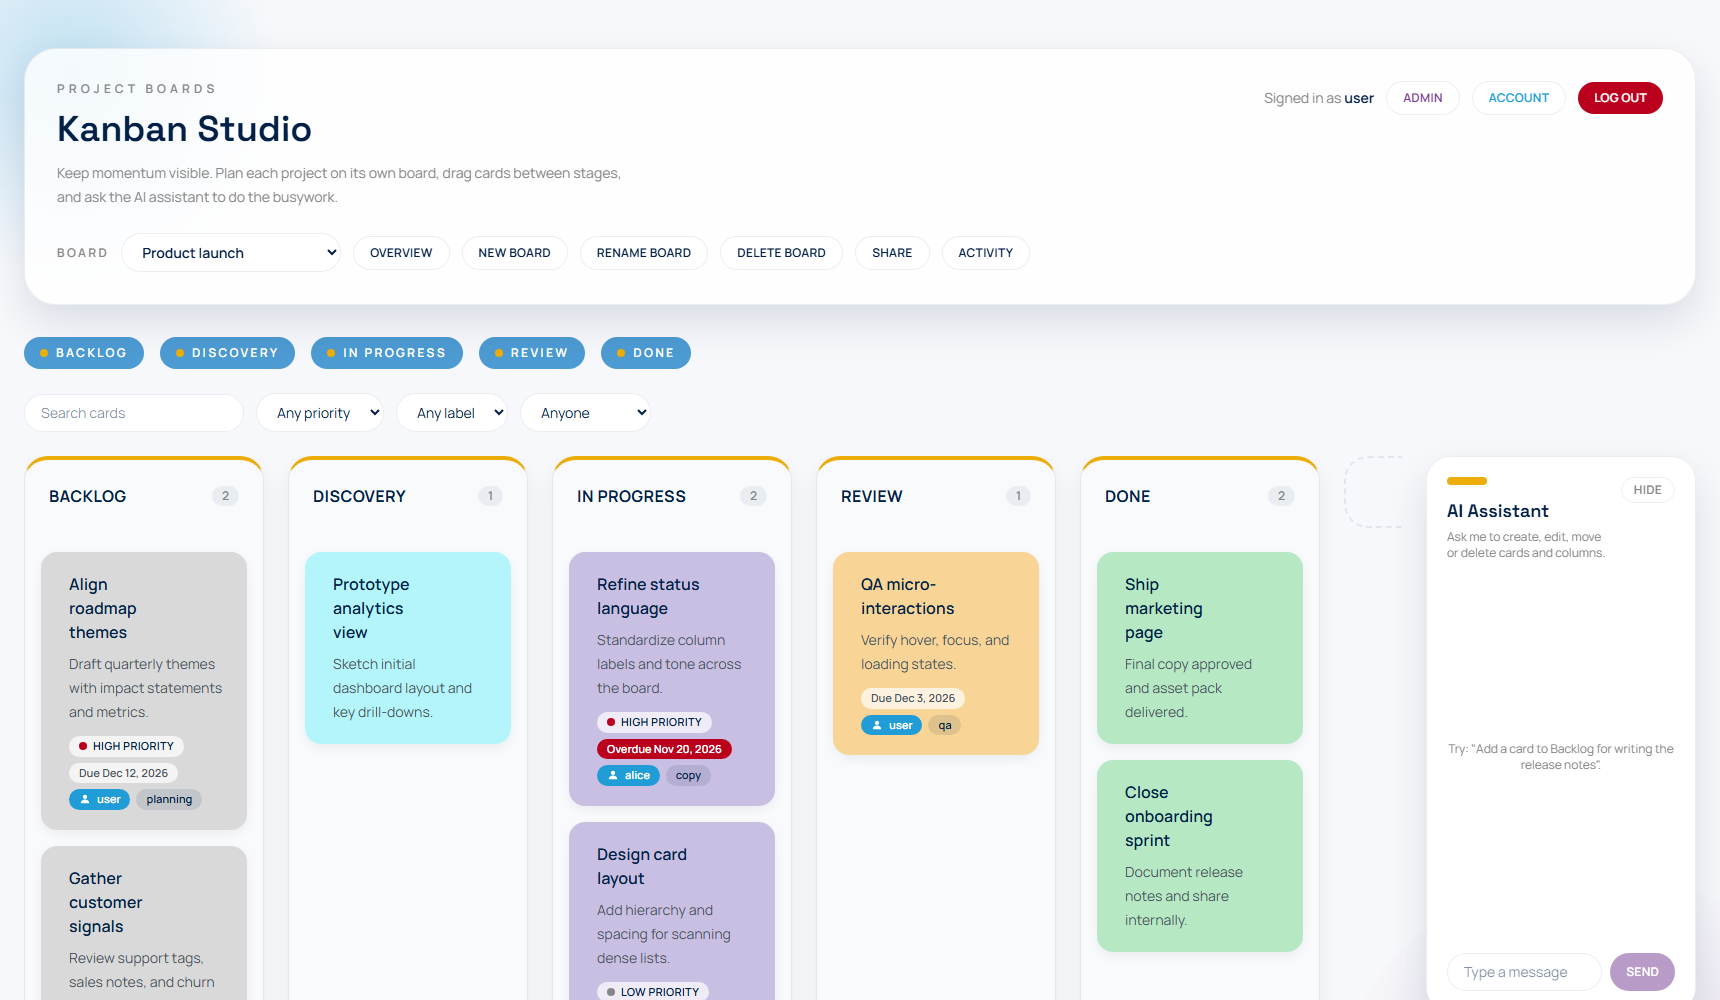 PROJECT BOARDS
Kanban Studio
Keep momentum visible. Plan each project on its own board, drag cards between stages,
and ask the AI assistant to do the busywork.
Signed in as user
ADMIN
ACCOUNT
LOG OUT
BOARD
Product launch
OVERVIEW
NEW BOARD
RENAME BOARD
DELETE BOARD
SHARE
ACTIVITY
BACKLOG
DISCOVERY
IN PROGRESS
REVIEW
DONE
Search cards
Any priority
Any label
Anyone
BACKLOG
2
Align
roadmap
themes
Draft quarterly themes
with impact statements
and metrics.
HIGH PRIORITY
Due Dec 12, 2026
user
planning
Gather
customer
signals
Review support tags,
sales notes, and churn
DISCOVERY
1
Prototype
analytics
view
Sketch initial
dashboard layout and
key drill-downs.
IN PROGRESS
2
Refine status
language
Standardize column
labels and tone across
the board.
HIGH PRIORITY
Overdue Nov 20, 2026
alice
copy
Design card
layout
Add hierarchy and
spacing for scanning
dense lists.
LOW PRIORITY
REVIEW
1
QA micro-
interactions
Verify hover, focus, and
loading states.
Due Dec 3, 2026
user
qa
DONE
2
Ship
marketing
page
Final copy approved
and asset pack
delivered.
Close
onboarding
sprint
Document release
notes and share
internally.
HIDE
AI Assistant
Ask me to create, edit, move
or delete cards and columns.
Try: "Add a card to Backlog for writing the
release notes".
Type a message
SEND